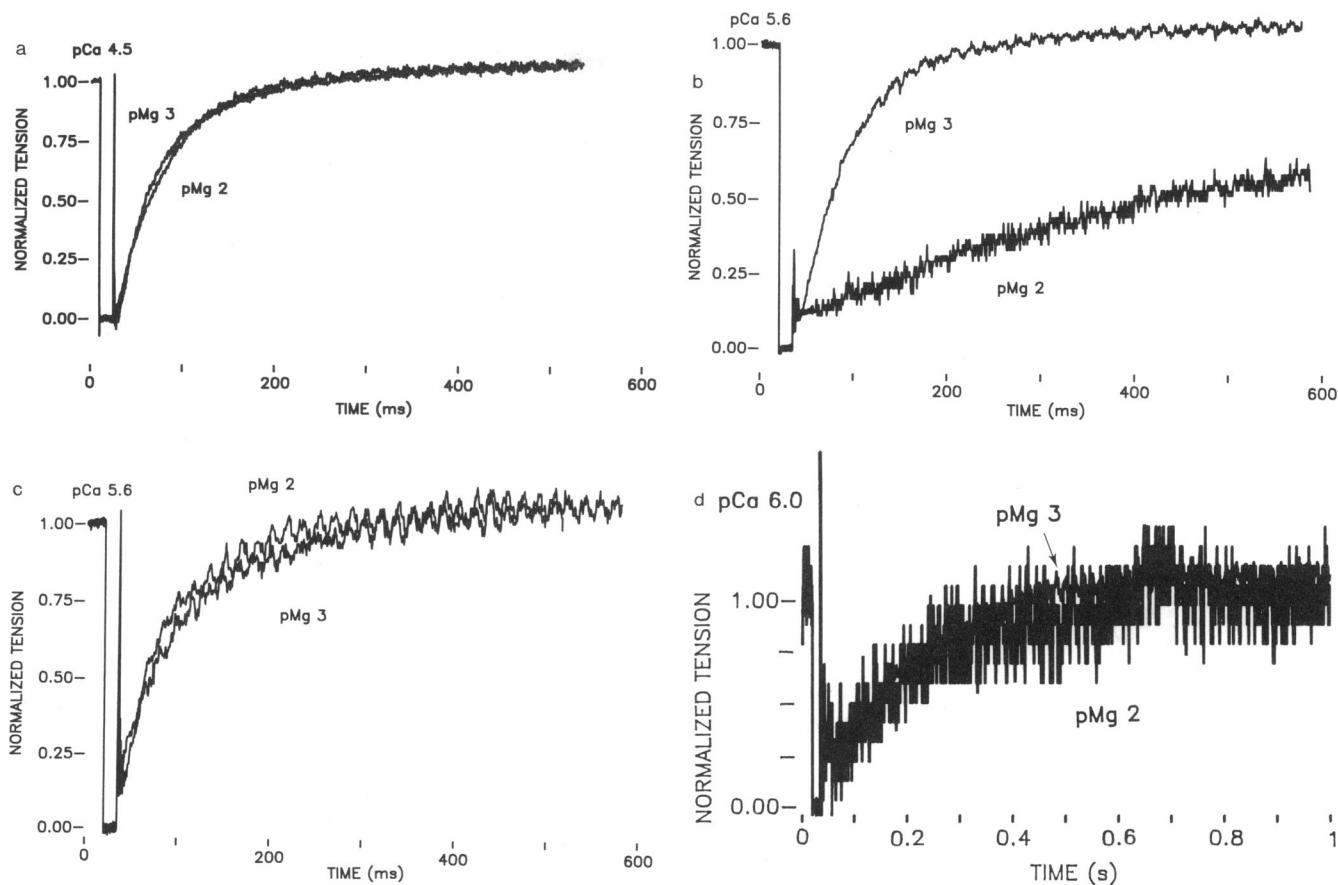 a
pCa 4.5
1.00
0.75
0.50
0.25
0.00
NORMALIZED TENSION
pMg 3
pMg 2
0
200
400
600
TIME (ms)
b
pCa 5.6
1.00
0.75
0.50
0.25
0.00
NORMALIZED TENSION
pMg 3
pMg 2
0
200
400
600
TIME (ms)
c
pCa 5.6
1.00
0.75
0.50
0.25
0.00
NORMALIZED TENSION
pMg 2
pMg 3
0
200
400
600
TIME (ms)
d pCa 6.0
1.00
0.00
NORMALIZED TENSION
pMg 3
pMg 2
0
0.2
0.4
0.6
0.8
1
TIME (s)